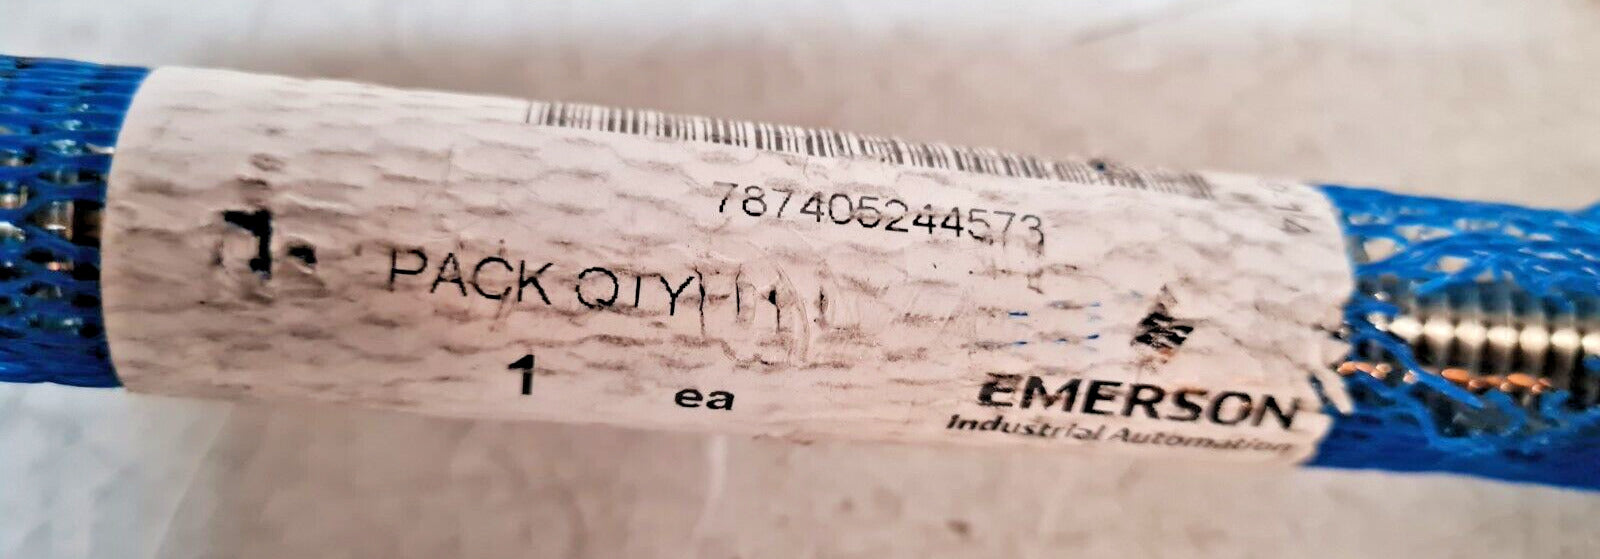 787405244573
PACK QTY
1 ea
EMERSON
Industrial Automation